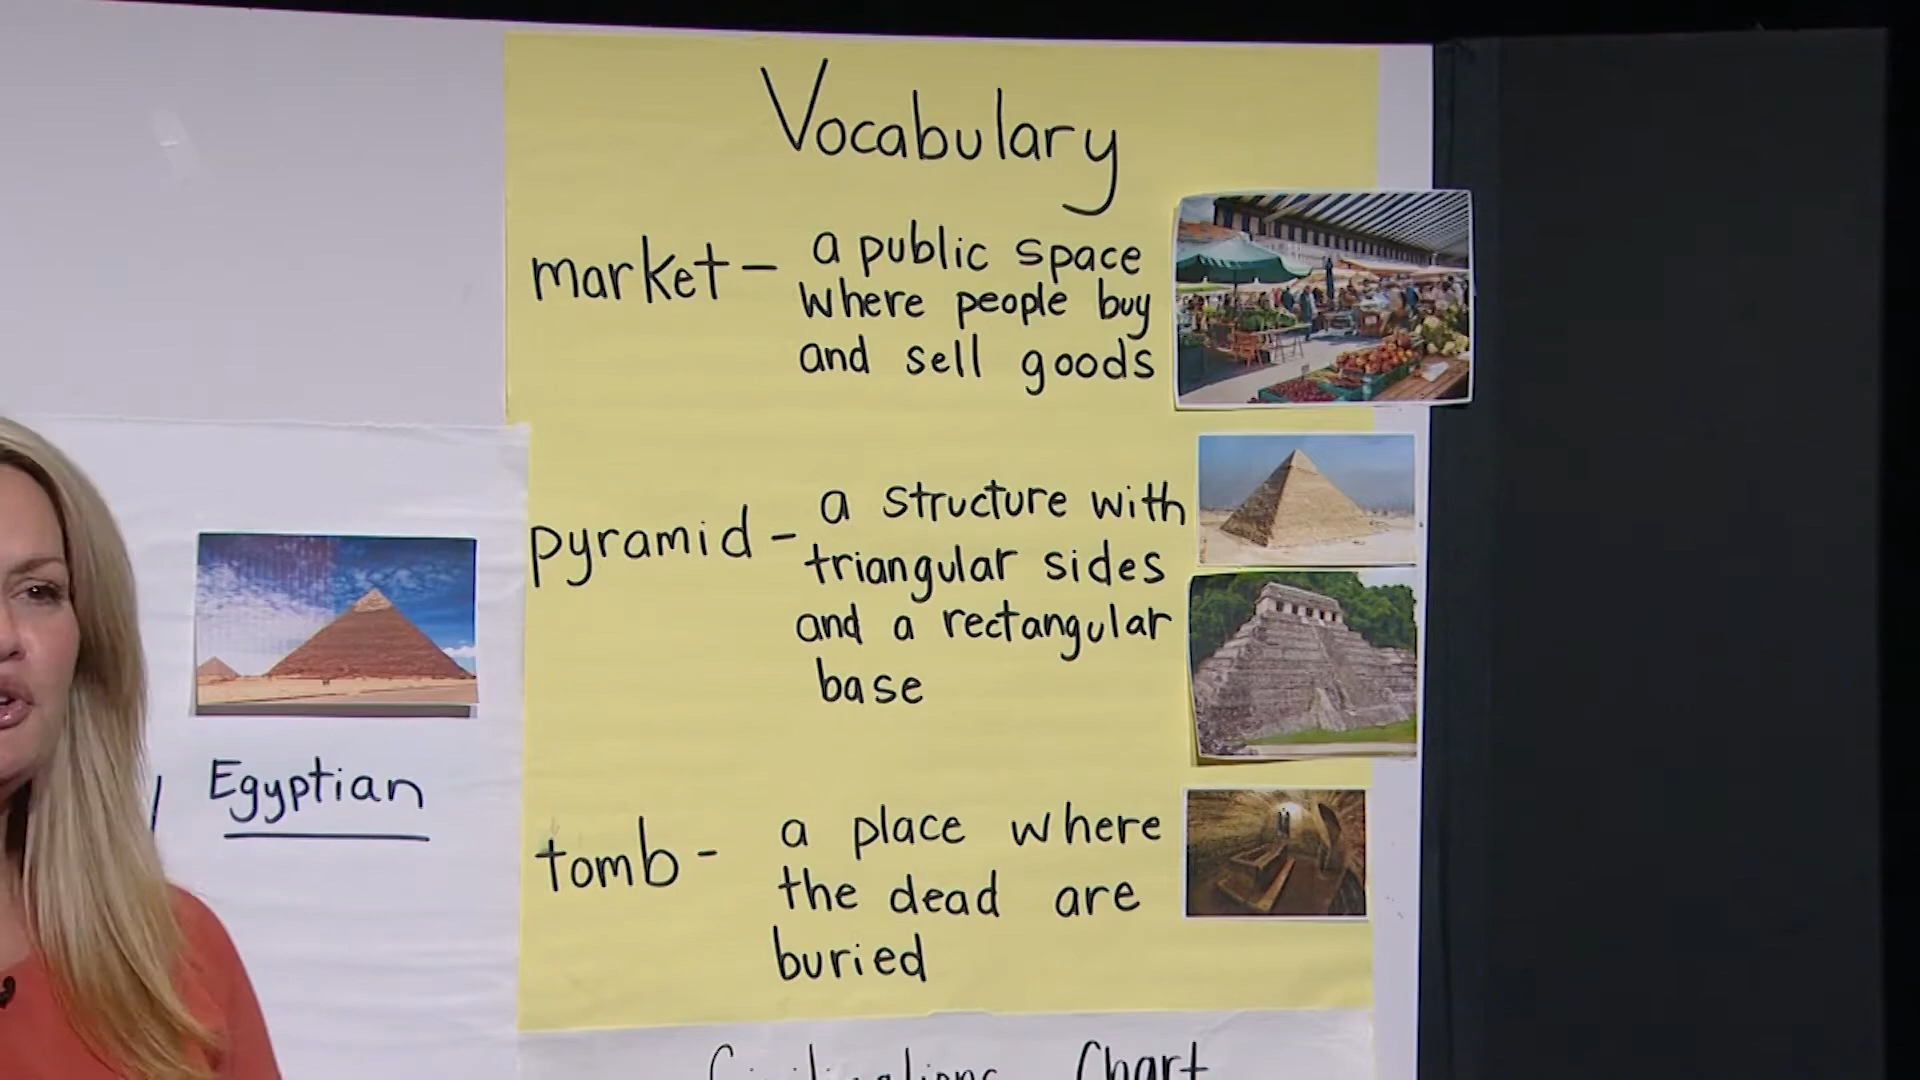 Vocabulary
market - a public space
where people buy
and sell goods
pyramid - a structure with
triangular sides
and a rectangular
base
tomb - a place where
the dead are
buried
Egyptian
Civilizations Chart